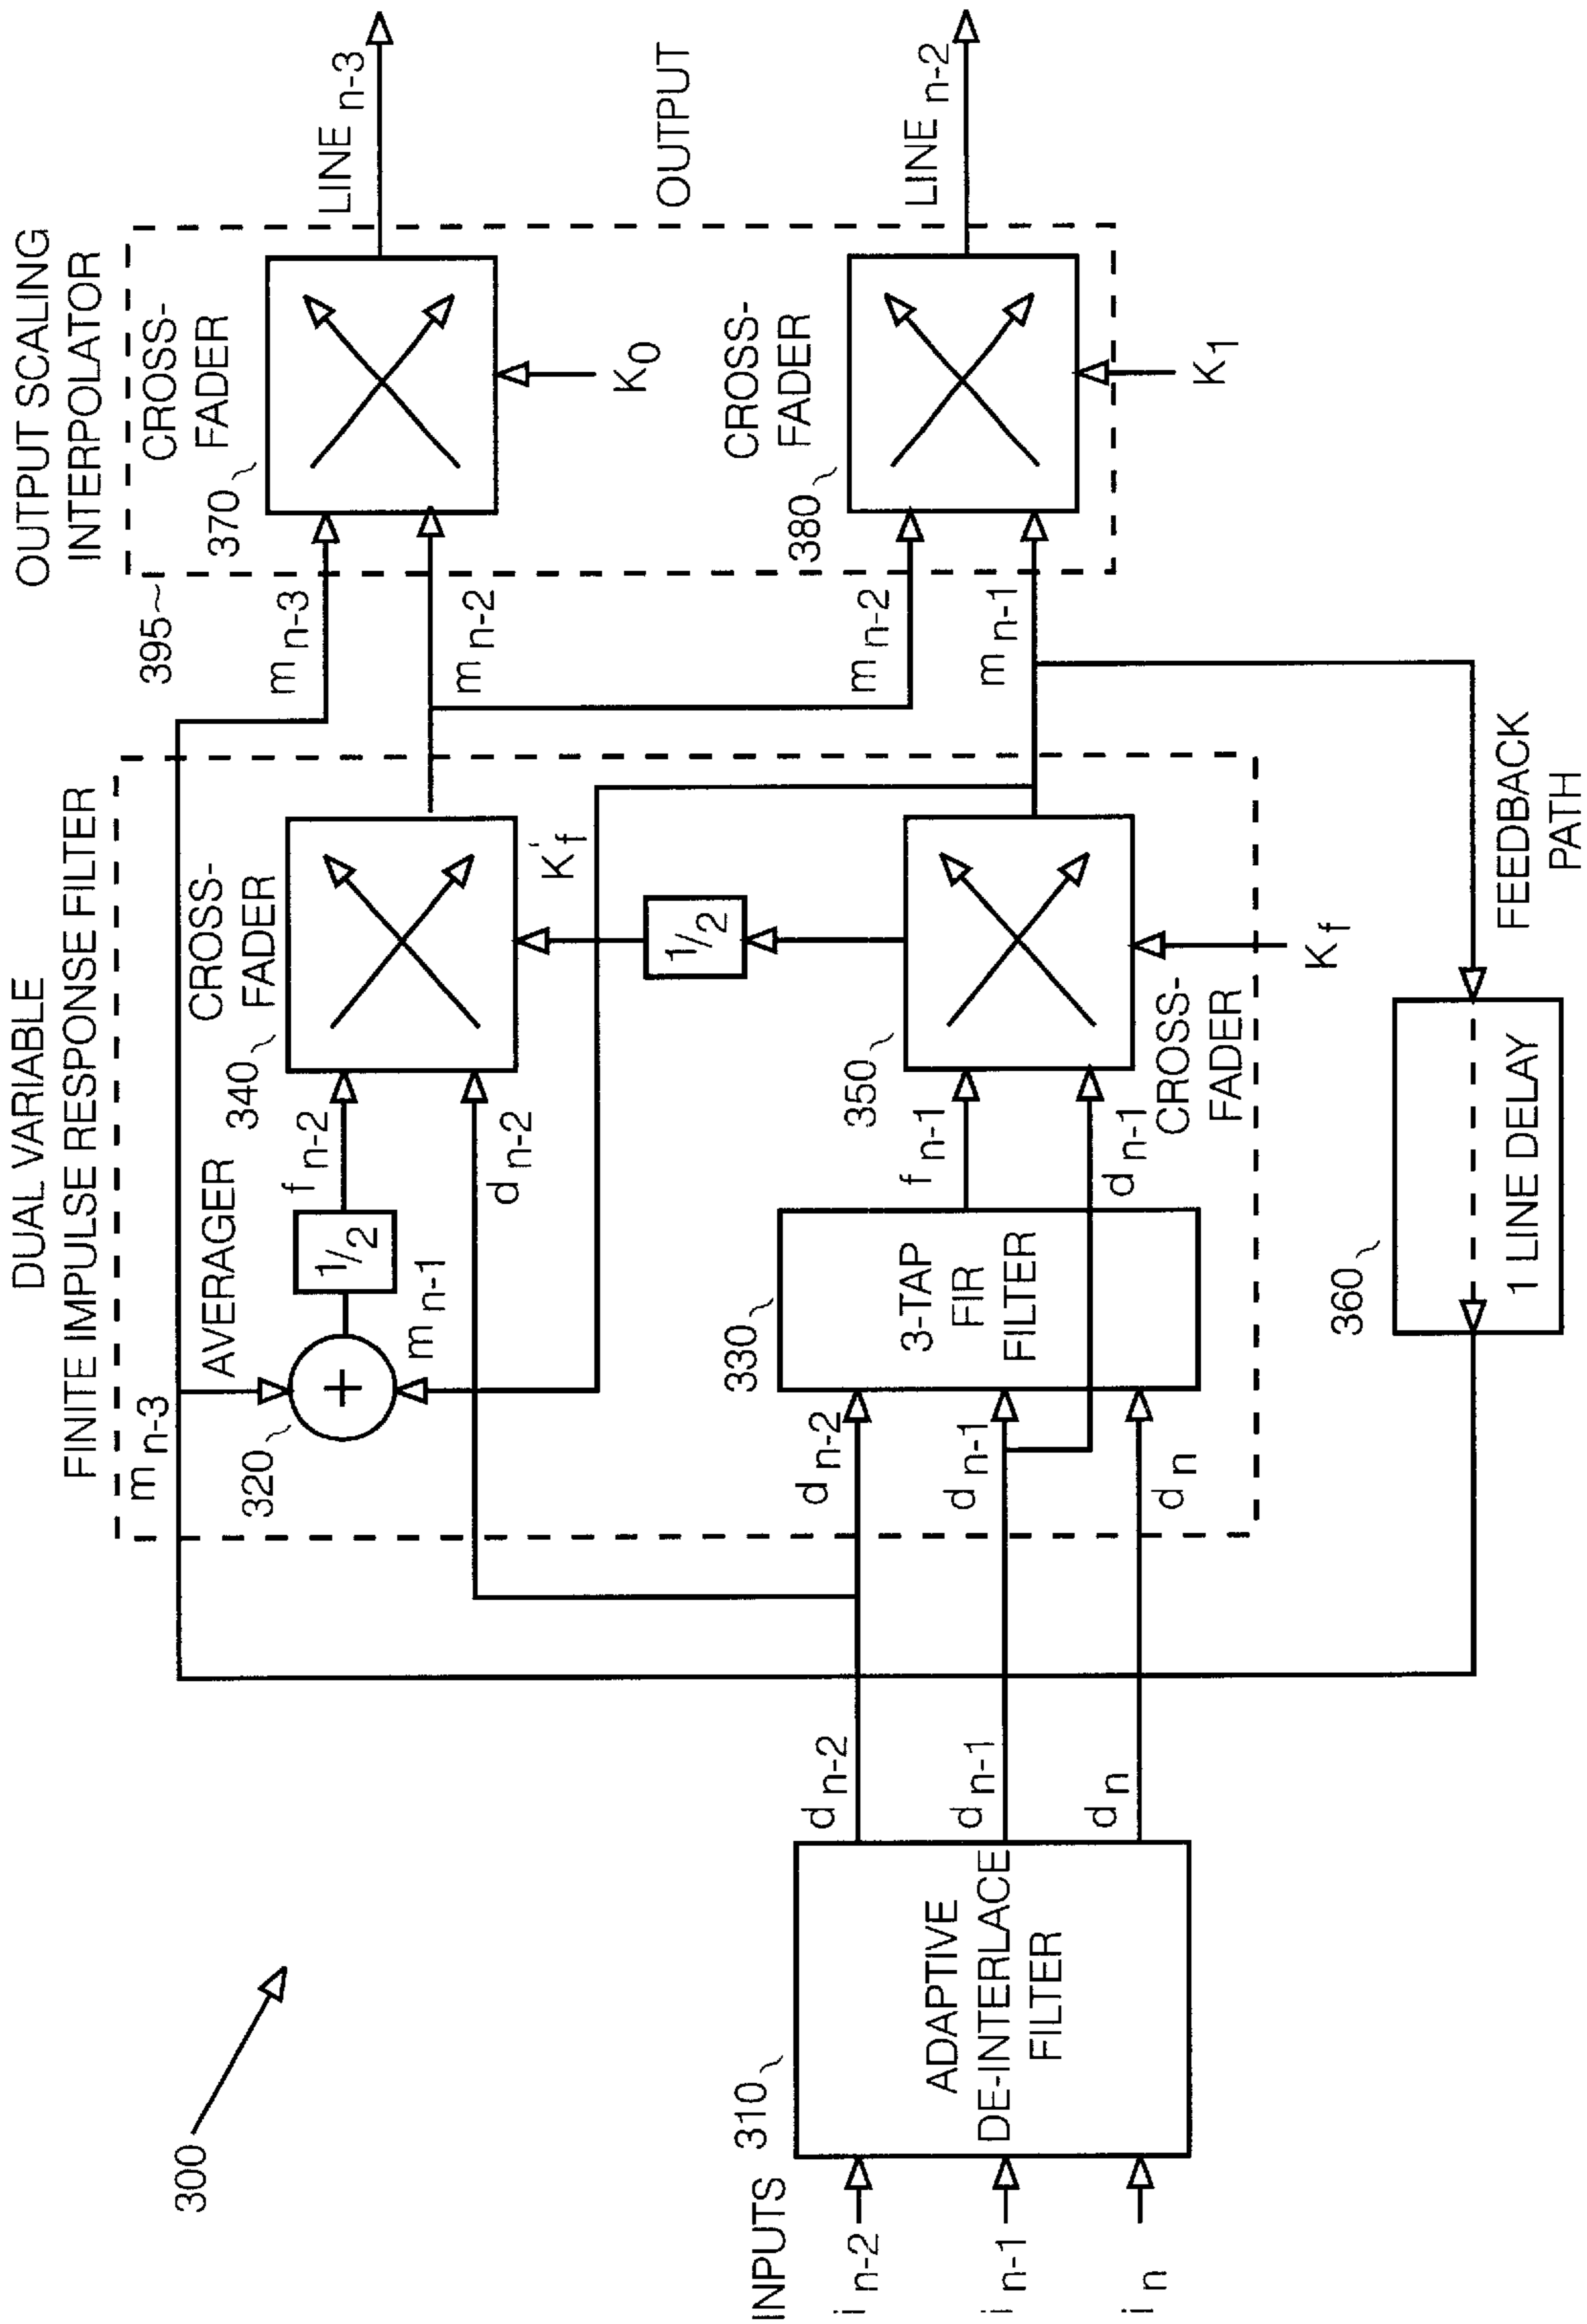 300
INPUTS
i n-2
i n-1
i n
310
ADAPTIVE
DE-INTERLACE
FILTER
d n-2
d n-1
d n
DUAL VARIABLE
FINITE IMPULSE RESPONSE FILTER
m n-3
320
AVERAGER
+
m n-1
1/2
f n-2
d n-2
340
CROSS-
FADER
K'f
1/2
d n-2
d n-1
d n
330
3-TAP
FIR
FILTER
f n-1
d n-1
350
CROSS-
FADER
Kf
360
1 LINE DELAY
FEEDBACK
PATH
OUTPUT SCALING
INTERPOLATOR
395
m n-3
m n-2
m n-2
m n-1
370
CROSS-
FADER
K0
380
CROSS-
FADER
K1
LINE n-3
OUTPUT
LINE n-2